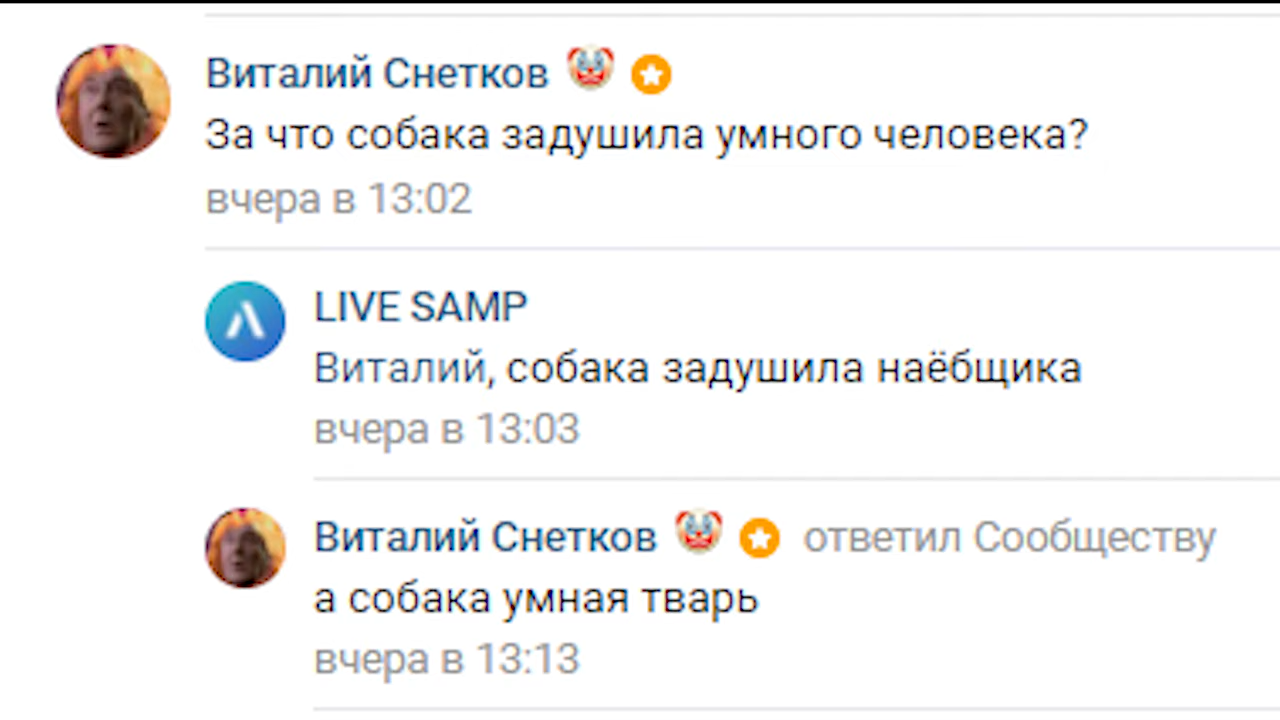 Виталий Снетков
За что собака задушила умного человека?
вчера в 13:02
LIVE SAMP
Виталий, собака задушила наёбщика
вчера в 13:03
Виталий Снетков ответил Сообществу
а собака умная тварь
вчера в 13:13